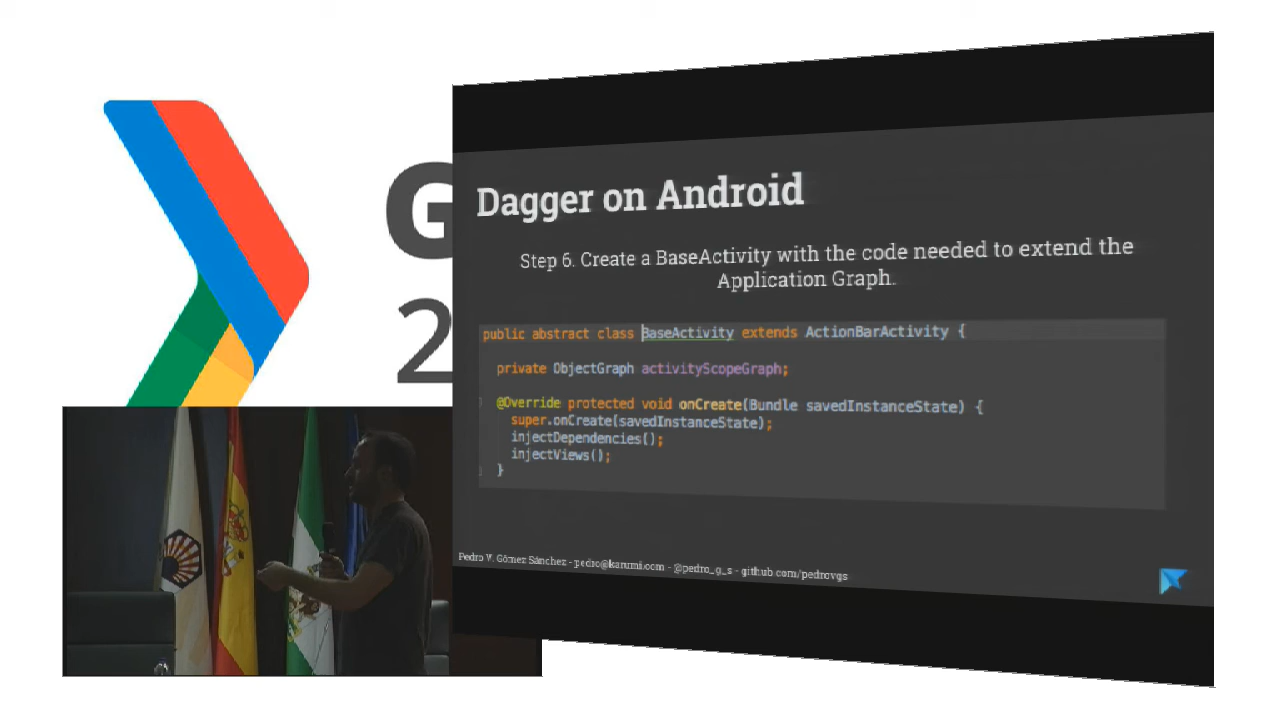 G
2
Dagger on Android
Step 6. Create a BaseActivity with the code needed to extend the
Application Graph.
public abstract class BaseActivity extends ActionBarActivity {
private ObjectGraph activityScopeGraph;
@Override protected void onCreate(Bundle savedInstanceState) {
super.onCreate(savedInstanceState);
injectDependencies();
injectViews();
}
Pedro V. Gómez Sánchez - pedro@karumi.com - @pedro_g_s - github.com/pedrovgs